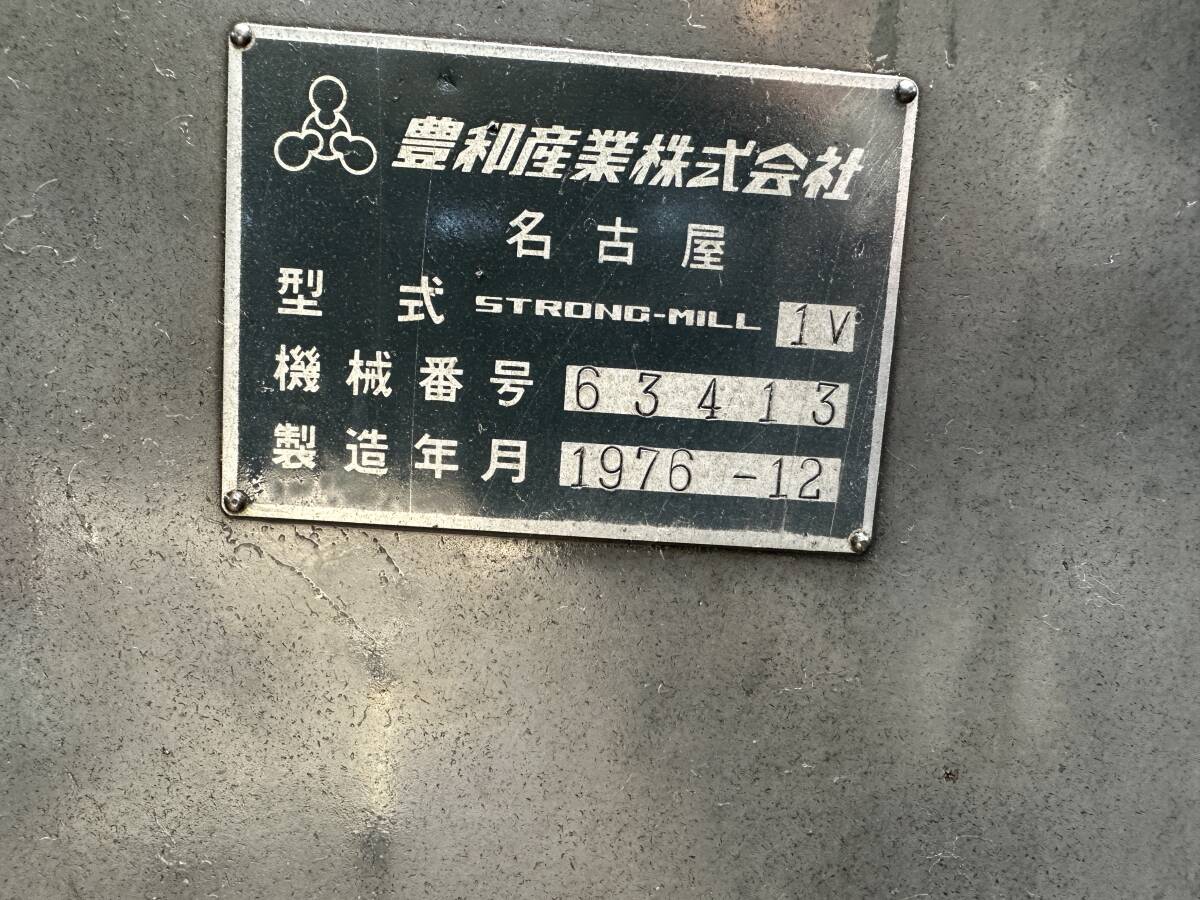 豊和産業株式会社
名古屋
型式 STRONG-MILL 1V
機械番号 63413
製造年月 1976-12